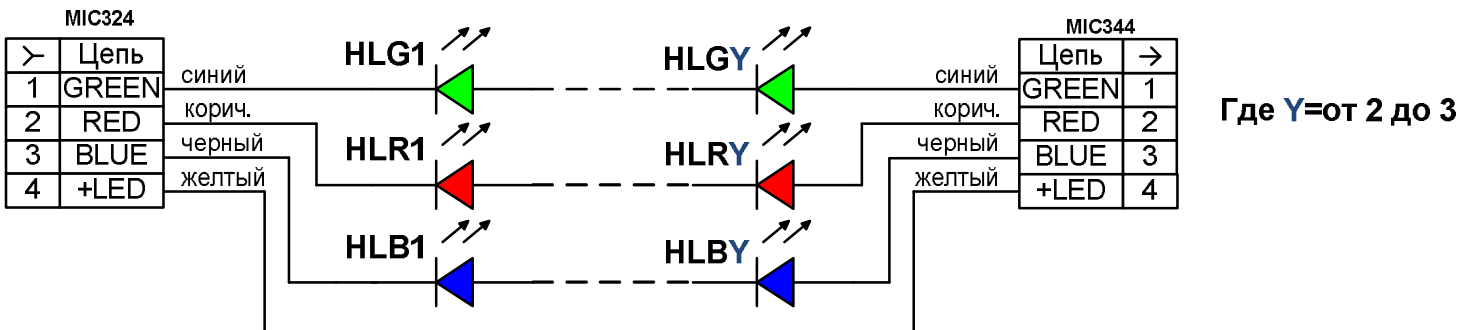 MIC324
Цепь
1 GREEN
2 RED
3 BLUE
4 +LED
синий
корич.
черный
желтый
HLG1
HLR1
HLB1
HLGY
HLRY
HLBY
синий
корич.
черный
желтый
MIC344
Цепь
GREEN 1
RED 2
BLUE 3
+LED 4
Где Y=от 2 до 3